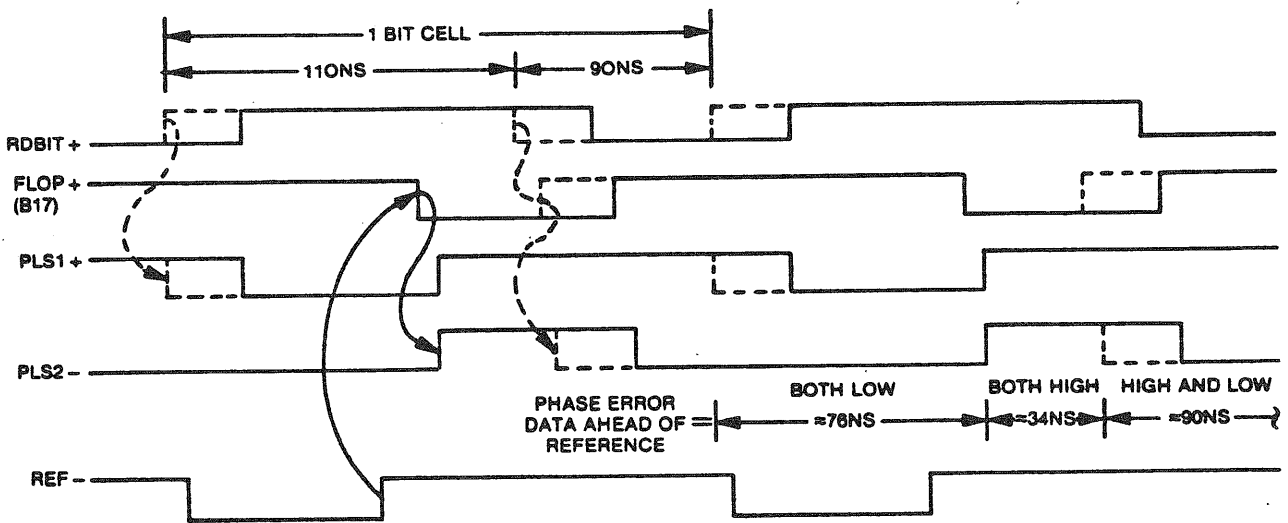 1 BIT CELL
110NS
90NS
RDBIT +
FLOP +
(B17)
PLS1 +
PLS2 -
BOTH LOW
BOTH HIGH
HIGH AND LOW
PHASE ERROR
DATA AHEAD OF =
REFERENCE
≈76NS
≈34NS
≈90NS
REF -